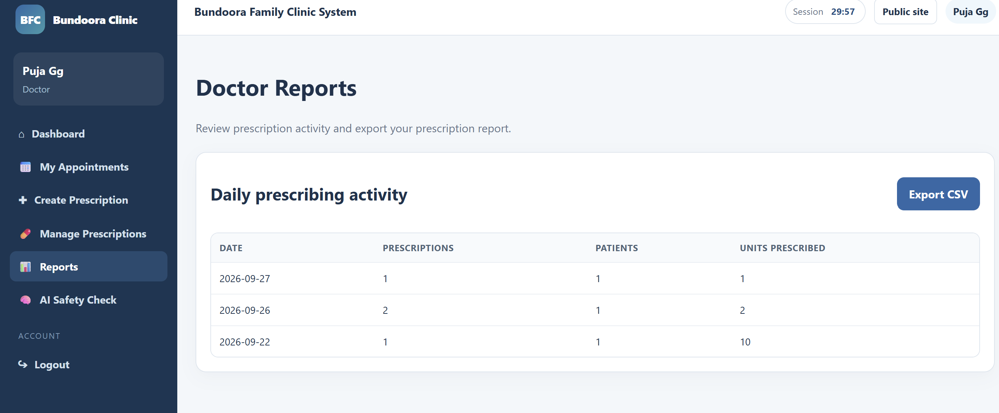 BFC
Bundoora Clinic
Puja Gg
Doctor
Dashboard
My Appointments
Create Prescription
Manage Prescriptions
Reports
AI Safety Check
ACCOUNT
Logout
Bundoora Family Clinic System
Session 29:57
Public site
Puja Gg
Doctor Reports
Review prescription activity and export your prescription report.
Daily prescribing activity
Export CSV
DATE PRESCRIPTIONS PATIENTS UNITS PRESCRIBED
2026-09-27 1 1 1
2026-09-26 2 1 2
2026-09-22 1 1 10